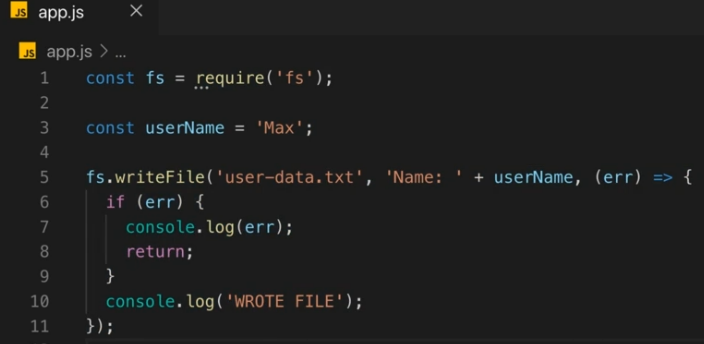 JS app.js ×
JS app.js > ...
1 const fs = require('fs');
2
3 const userName = 'Max';
4
5 fs.writeFile('user-data.txt', 'Name: ' + userName, (err) => {
6   if (err) {
7     console.log(err);
8     return;
9   }
10   console.log('WROTE FILE');
11 });